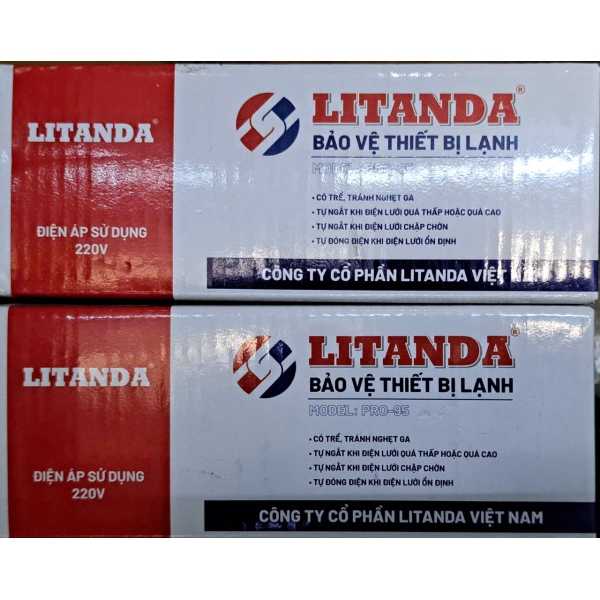 LITANDA®
ĐIỆN ÁP SỬ DỤNG
220V
LITANDA®
BẢO VỆ THIẾT BỊ LẠNH
MODEL:
• CÓ TRỄ, TRÁNH NGHẸT GA
• TỰ NGẮT KHI ĐIỆN LƯỚI QUÁ THẤP HOẶC QUÁ CAO
• TỰ NGẮT KHI ĐIỆN LƯỚI CHẬP CHỜN
• TỰ ĐÓNG ĐIỆN KHI ĐIỆN LƯỚI ỔN ĐỊNH
CÔNG TY CỔ PHẦN LITANDA VIỆT NAM
LITANDA
ĐIỆN ÁP SỬ DỤNG
220V
LITANDA®
BẢO VỆ THIẾT BỊ LẠNH
MODEL: PRO-95
• CÓ TRỄ, TRÁNH NGHẸT GA
• TỰ NGẮT KHI ĐIỆN LƯỚI QUÁ THẤP HOẶC QUÁ CAO
• TỰ NGẮT KHI ĐIỆN LƯỚI CHẬP CHỜN
• TỰ ĐÓNG ĐIỆN KHI ĐIỆN LƯỚI ỔN ĐỊNH
CÔNG TY CỔ PHẦN LITANDA VIỆT NAM